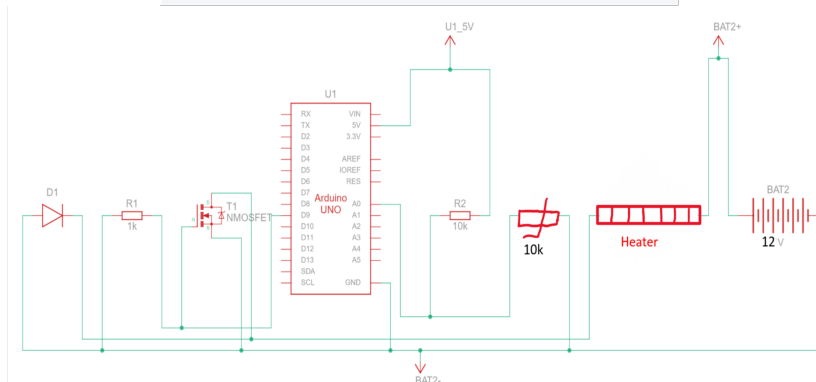 U1_5V
BAT2+
U1
RX
VIN
TX
5V
D2
3.3V
D3
D4
AREF
D5
IOREF
D6
RES
D7
D8
A0
D9
A1
D10
A2
D11
A3
D12
A4
D13
A5
SDA
SCL
GND
Arduino
UNO
D1
R1
1k
T1
NMOSFET
R2
10k
10k
Heater
BAT2
12 V
BAT2-